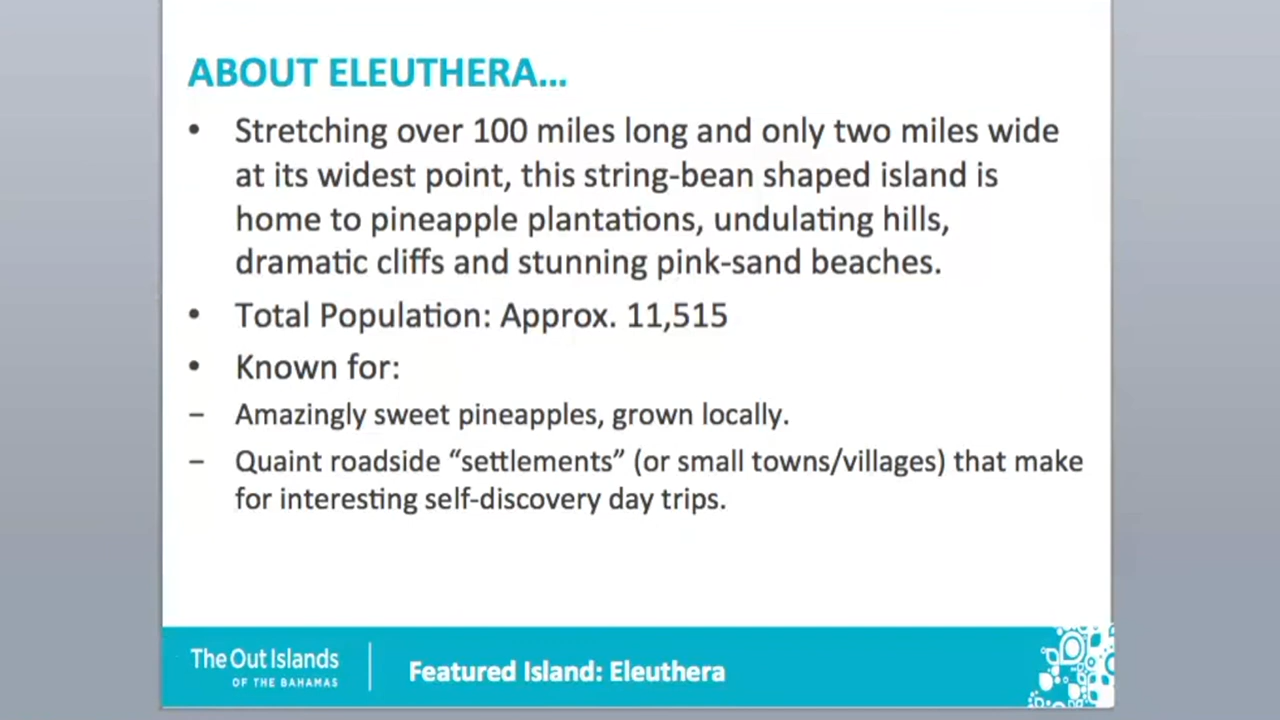 ABOUT ELEUTHERA...
• Stretching over 100 miles long and only two miles wide
at its widest point, this string-bean shaped island is
home to pineapple plantations, undulating hills,
dramatic cliffs and stunning pink-sand beaches.
• Total Population: Approx. 11,515
• Known for:
– Amazingly sweet pineapples, grown locally.
– Quaint roadside “settlements” (or small towns/villages) that make
for interesting self-discovery day trips.
The Out Islands
OF THE BAHAMAS
Featured Island: Eleuthera